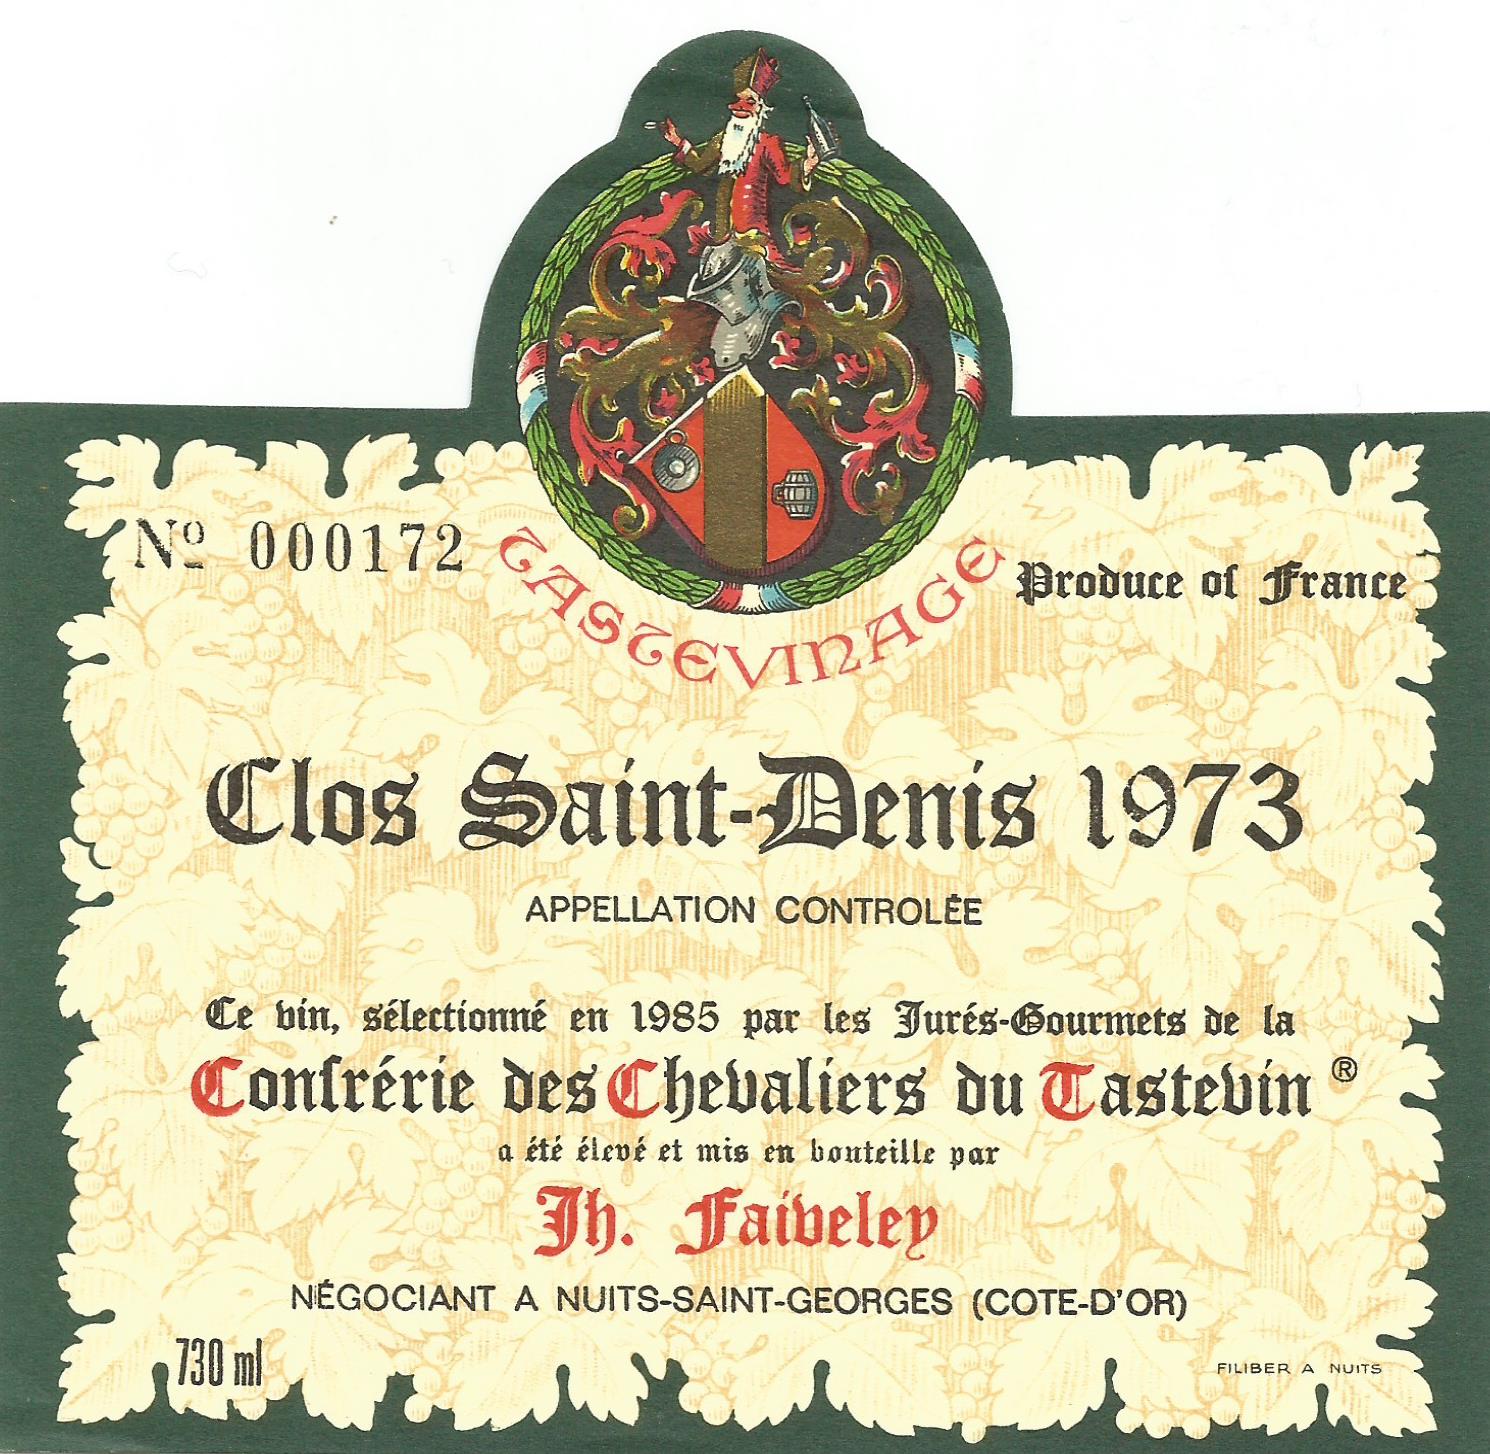 Nº 000172
TASTEVINAGE
Produce of France
Clos Saint-Denis 1973
APPELLATION CONTROLÉE
Ce vin, sélectionné en 1985 par les Jurés-Gourmets de la
Confrérie des Chevaliers du Tastevin ®
a été élevé et mis en bouteille par
Jh. Faiveley
NÉGOCIANT A NUITS-SAINT-GEORGES (COTE-D'OR)
730 ml
FILIBER A NUITS